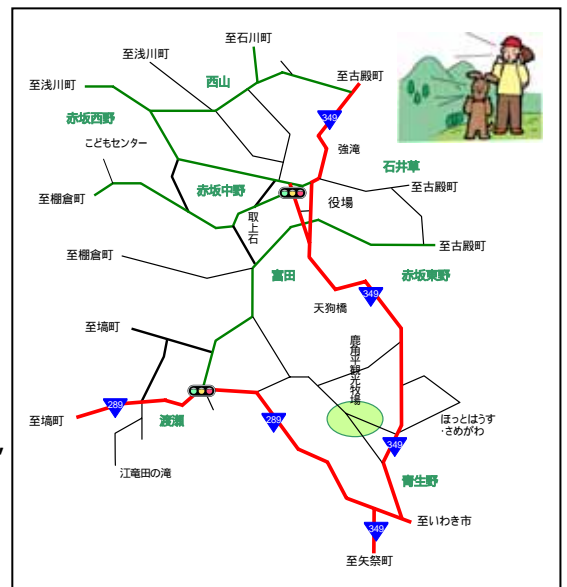 至石川町
至浅川町
西山
至古殿町
至浅川町
349
赤坂西野
こどもセンター
強滝
石井草
赤坂中野
至古殿町
至棚倉町
役場
取上石
至古殿町
至棚倉町
富田
赤坂東野
349
天狗橋
至塙町
鹿角平観光牧場
289
至塙町
渡瀬
289
ほっとはうす
・さめがわ
349
江竜田の滝
青生野
至いわき市
349
至矢祭町